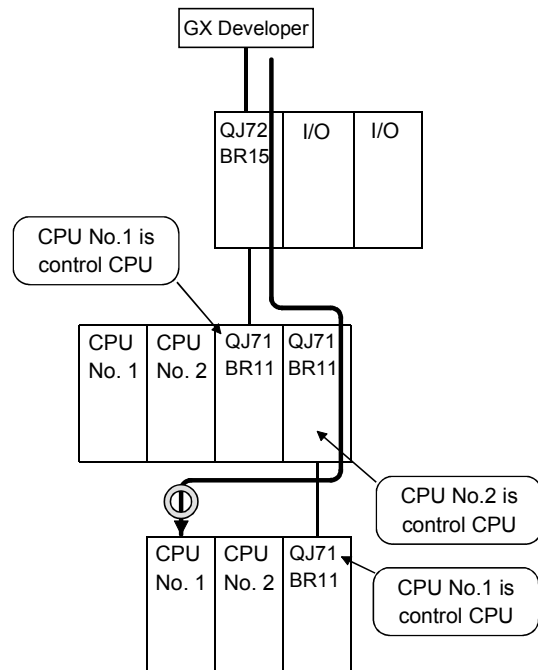 GX Developer
QJ72
BR15
I/O
I/O
CPU No.1 is
control CPU
CPU
No. 1
CPU
No. 2
QJ71
BR11
QJ71
BR11
CPU No.2 is
control CPU
CPU
No. 1
CPU
No. 2
QJ71
BR11
CPU No.1 is
control CPU